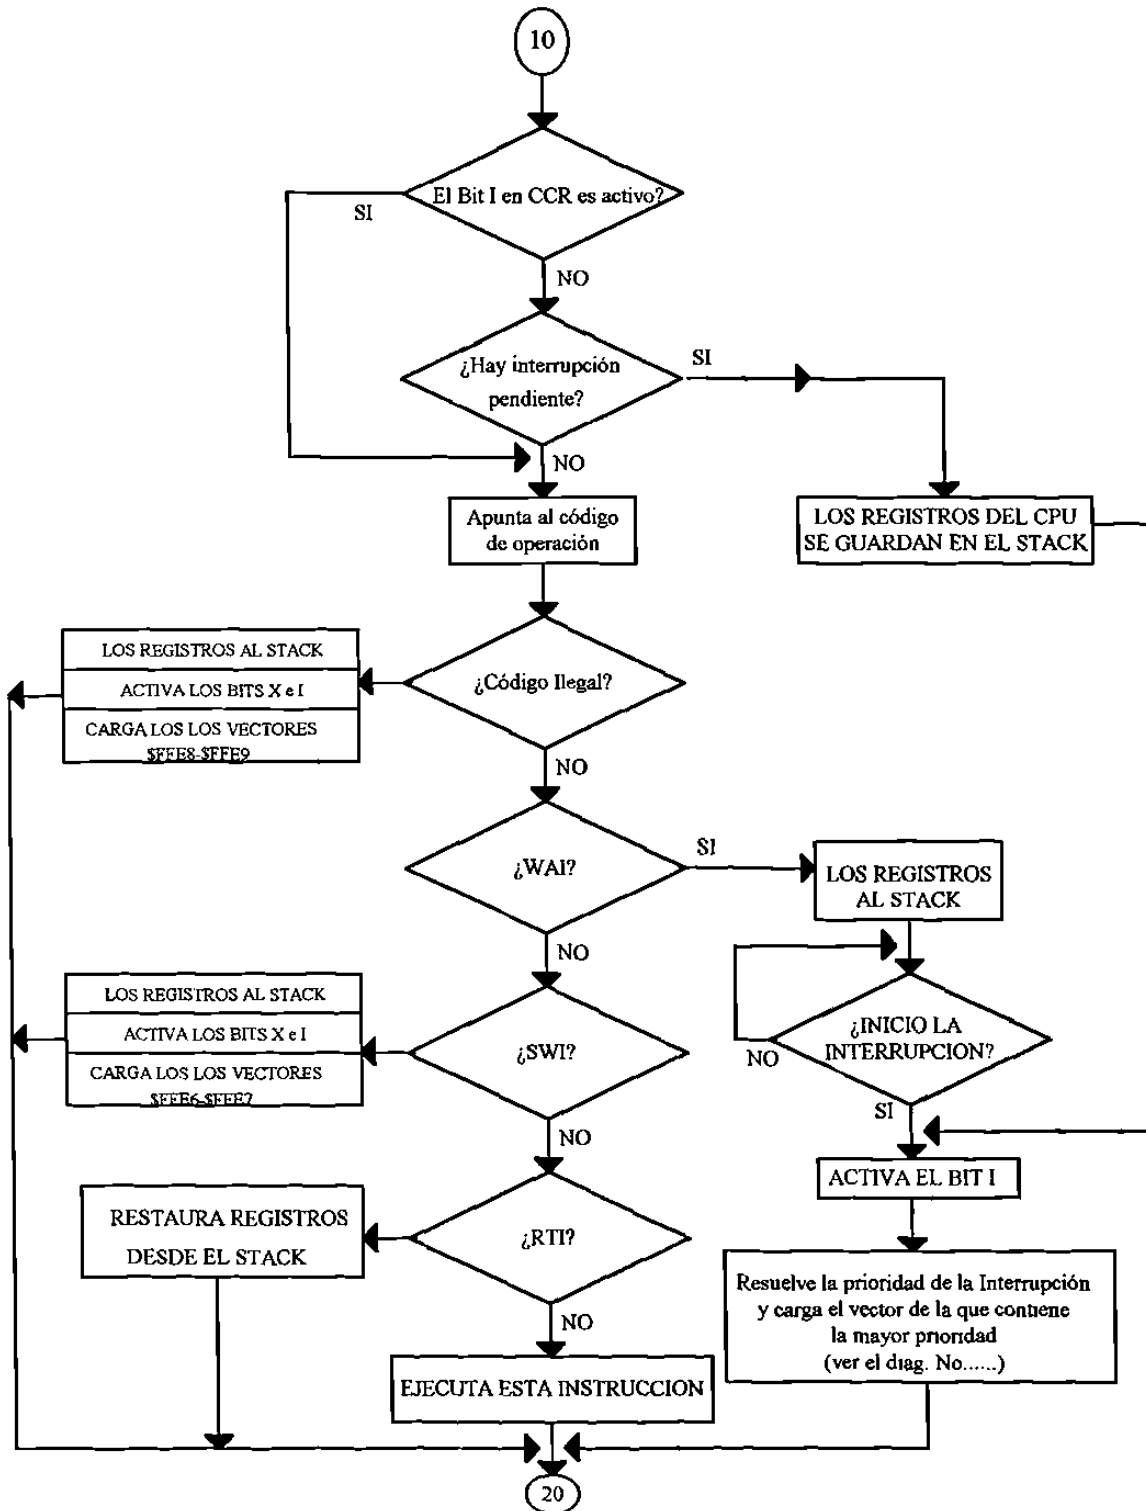 10
El Bit I en CCR es activo?
SI
NO
¿Hay interrupción
pendiente?
SI
NO
Apunta al código
de operación
LOS REGISTROS DEL CPU
SE GUARDAN EN EL STACK
LOS REGISTROS AL STACK
ACTIVA LOS BITS X e I
CARGA LOS LOS VECTORES
$FFE8-$FFE9
¿Código Ilegal?
NO
¿WAI?
SI
LOS REGISTROS
AL STACK
NO
LOS REGISTROS AL STACK
ACTIVA LOS BITS X e I
CARGA LOS LOS VECTORES
$FFE6-$FFE7
¿SWI?
¿INICIO LA
INTERRUPCION?
NO
SI
NO
ACTIVA EL BIT I
RESTAURA REGISTROS
DESDE EL STACK
¿RTI?
NO
Resuelve la prioridad de la Interrupción
y carga el vector de la que contiene
la mayor prioridad
(ver el diag. No......)
EJECUTA ESTA INSTRUCCION
20